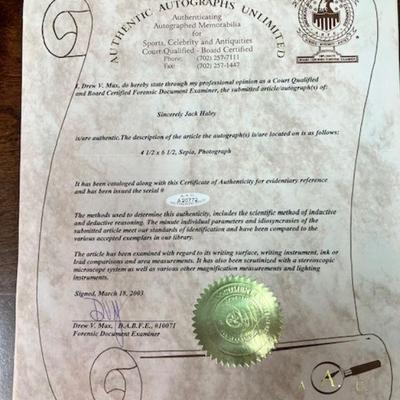 AUTHENTIC AUTOGRAPHS UNLIMITED
Authenticating
Autographed Memorabilia
for
Sports, Celebrity and Antiquities
Court Qualified - Board Certified
Phone: (702) 257-7111
Fax: (702) 257-1447
I, Drew V. Max, do hereby state through my professional opinion as a Court Qualified
and Board Certified Forensic Document Examiner, the submitted article/autograph(s) of:
Sincerely Jack Haley
is/are authentic. The description of the article the autograph(s) is/are located on is as follows:
4 1/2 x 6 1/2, Sepia, Photograph
It has been cataloged along with this Certificate of Authenticity for evidentiary reference
and has been issued the serial #
The methods used to determine this authenticity, includes the scientific method of inductive
and deductive reasoning. The minute individual parameters and idiosyncrasies of the
submitted article meet our standards of identification and have been compared to the
various accepted exemplars in our library.
The article has been examined with regard to its writing surface, writing instrument, ink or
lead comparisons and area measurements. It has also been scrutinized with a stereoscopic
microscope system as well as various other magnification measurements and lighting
instruments.
Signed, March 18, 2003
Drew V. Max, D.A.B.F.E., #10071
Forensic Document Examiner
A A U